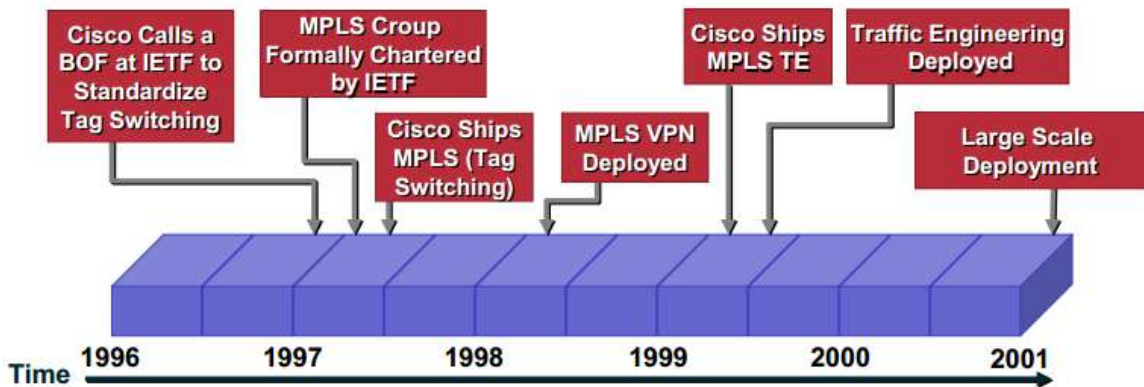 Cisco Calls a
BOF at IETF to
Standardize
Tag Switching
MPLS Croup
Formally Chartered
by IETF
Cisco Ships
MPLS (Tag
Switching)
MPLS VPN
Deployed
Cisco Ships
MPLS TE
Traffic Engineering
Deployed
Large Scale
Deployment
1996 1997 1998 1999 2000 2001
Time